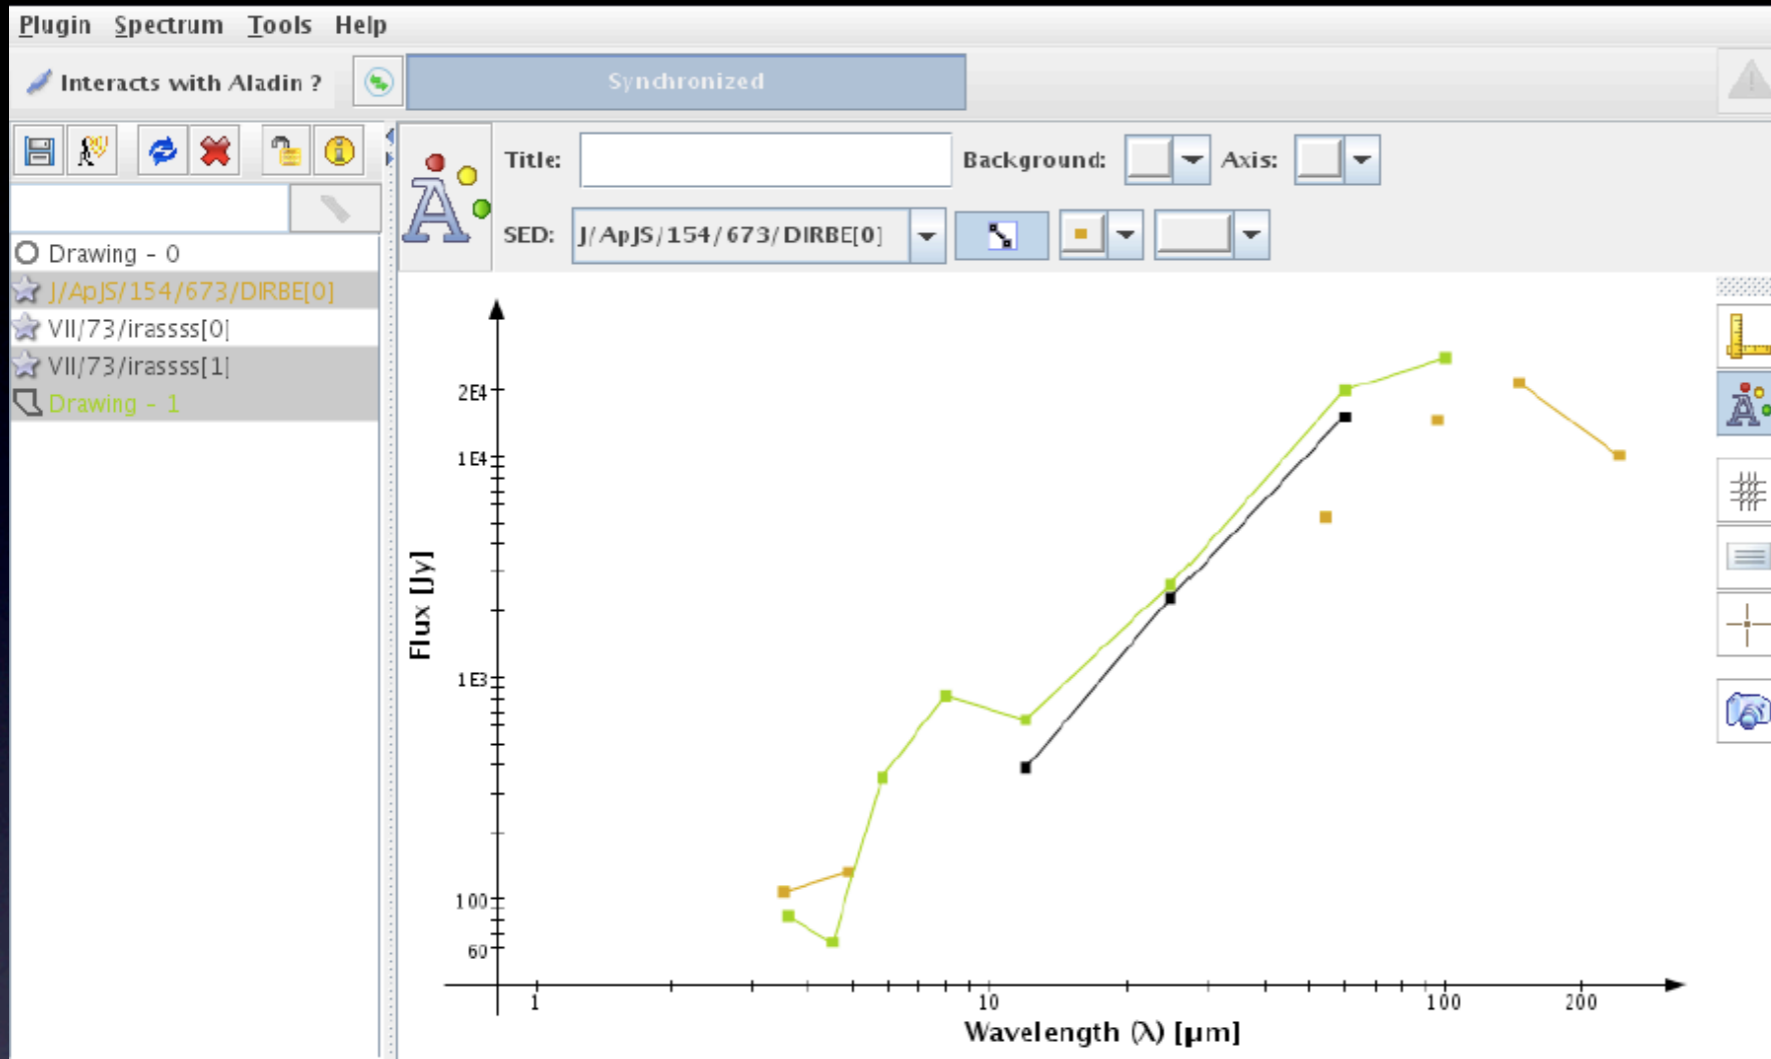 Plugin Spectrum Tools Help
Interacts with Aladin ?
Synchronized
Title:
Background:
Axis:
SED: J/ApJS/154/673/DIRBE[0]
Drawing - 0
J/ApJS/154/673/DIRBE[0]
VII/73/irassss[0]
VII/73/irassss[1]
Drawing - 1
2E4
1E4
1E3
100
60
Flux [Jy]
1 10 100 200
Wavelength (λ) [µm]